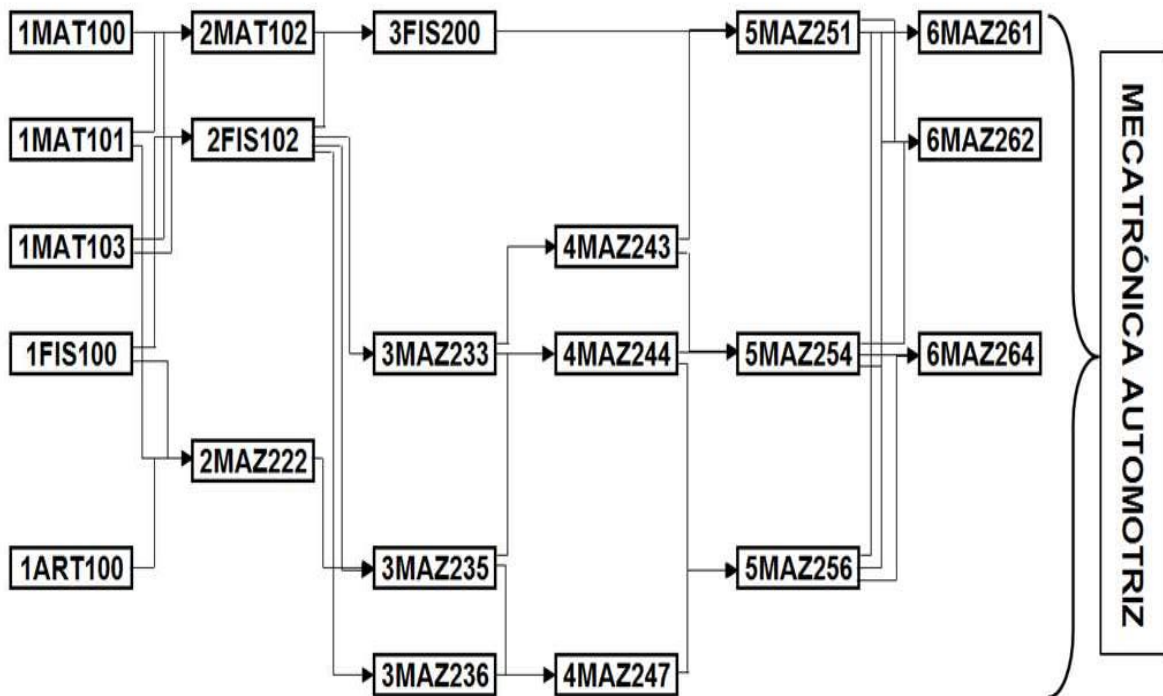 1MAT100
2MAT102
3FIS200
5MAZ251
6MAZ261
1MAT101
2FIS102
6MAZ262
1MAT103
4MAZ243
1FIS100
3MAZ233
4MAZ244
5MAZ254
6MAZ264
2MAZ222
1ART100
3MAZ235
5MAZ256
3MAZ236
4MAZ247
MECATRÓNICA AUTOMOTRIZ